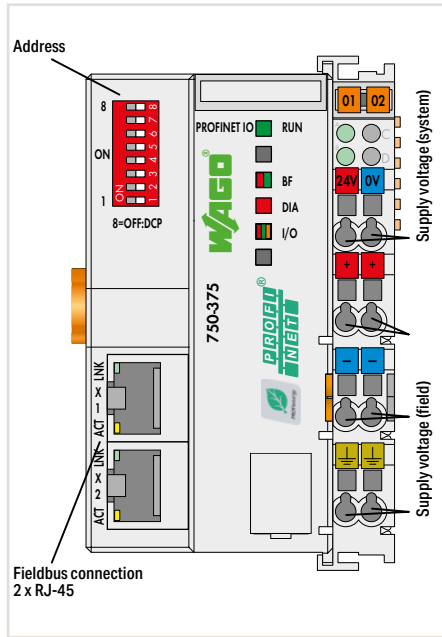 Address
8
ON
1
ON
1 2 3 4 5 6 7 8
8=OFF:DCP
PROFINET IO
RUN
BF
DIA
I/O
WAGO®
750-375
PROFI
NET®
01 02
C
D
24V 0V
+ +
— —
Supply voltage (system)
Supply voltage (field)
LNK
X
1
ACT
LNK
X
2
ACT
Fieldbus connection
2 x RJ-45